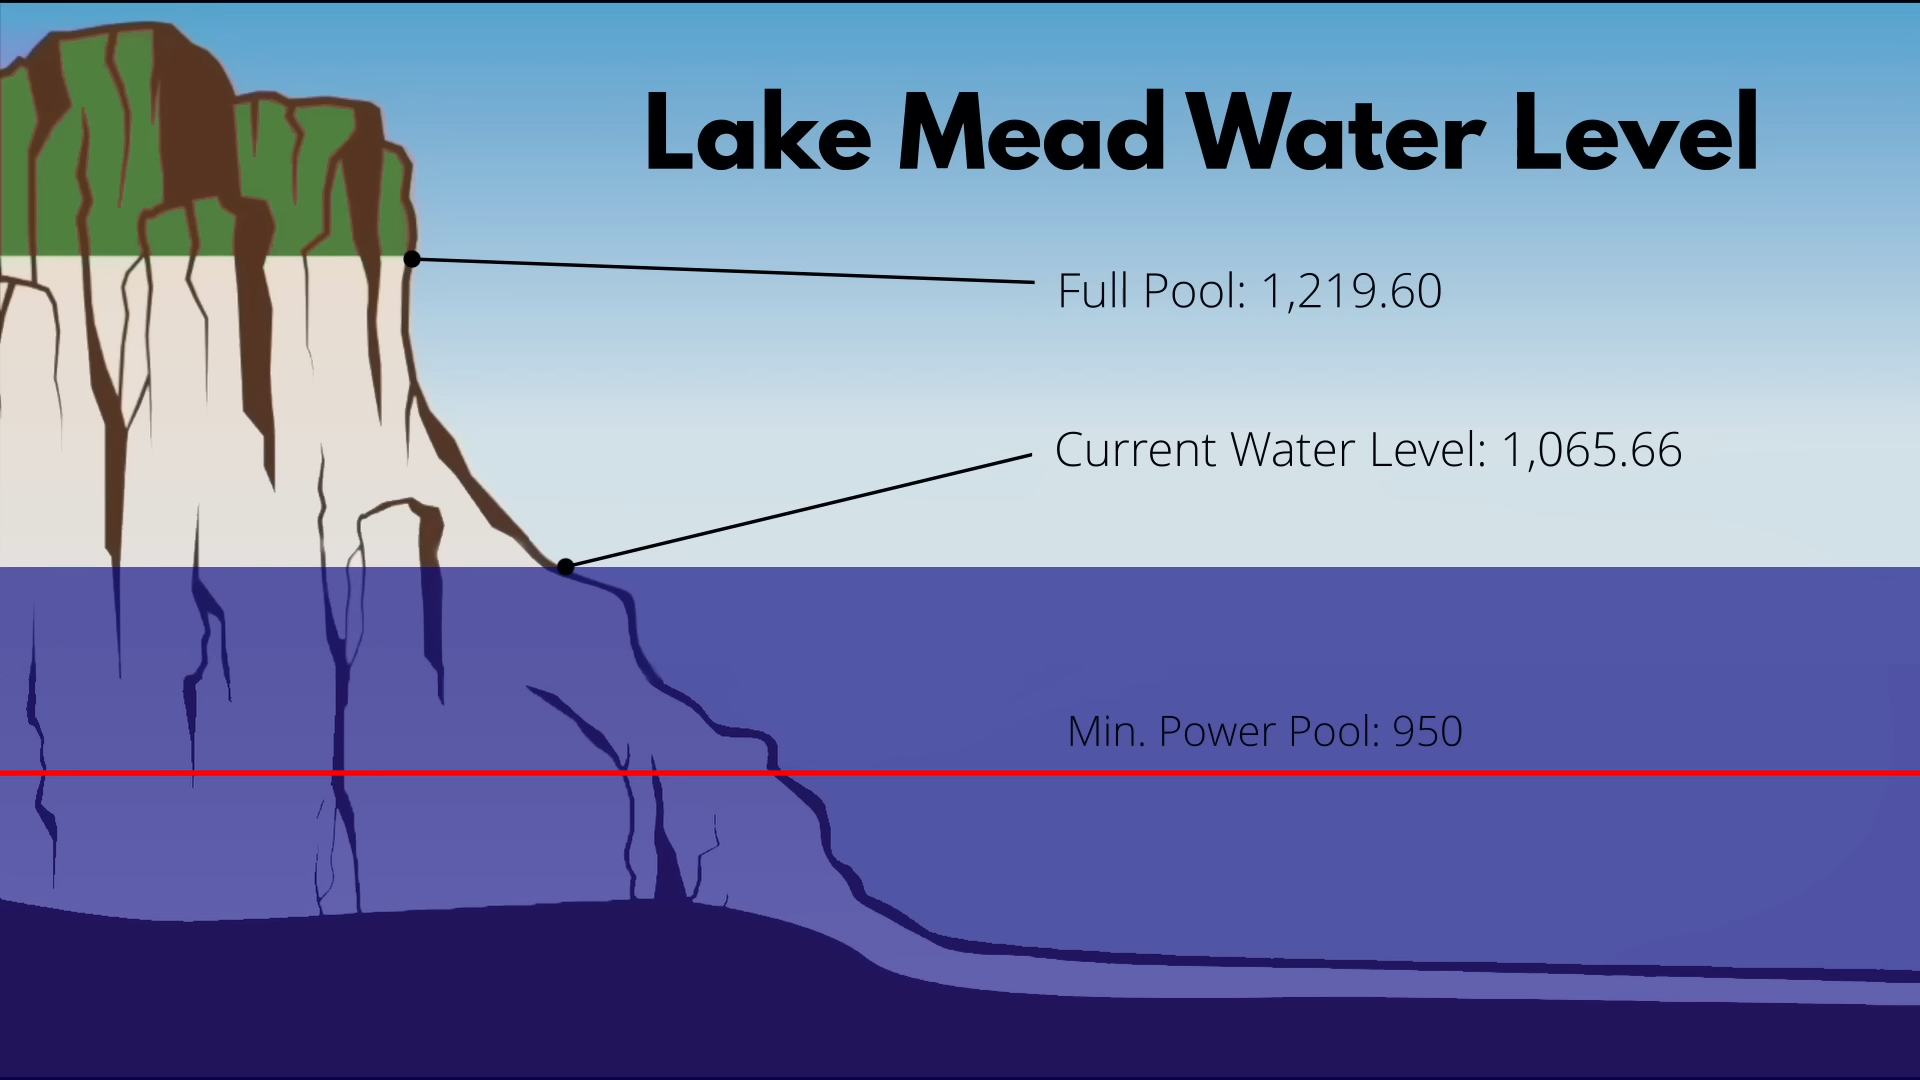 Lake Mead Water Level
Full Pool: 1,219.60
Current Water Level: 1,065.66
Min. Power Pool: 950